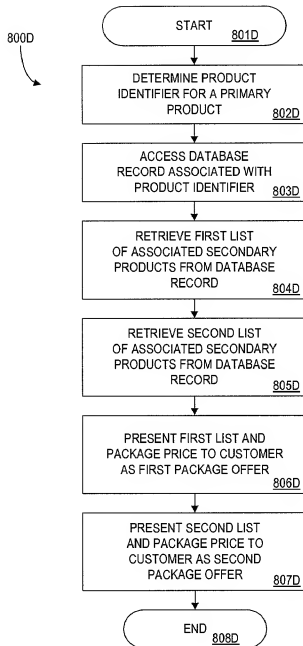 800D
START
801D
DETERMINE PRODUCT
IDENTIFIER FOR A PRIMARY
PRODUCT
802D
ACCESS DATABASE
RECORD ASSOCIATED WITH
PRODUCT IDENTIFIER
803D
RETRIEVE FIRST LIST
OF ASSOCIATED SECONDARY
PRODUCTS FROM DATABASE
RECORD
804D
RETRIEVE SECOND LIST
OF ASSOCIATED SECONDARY
PRODUCTS FROM DATABASE
RECORD
805D
PRESENT FIRST LIST AND
PACKAGE PRICE TO CUSTOMER
AS FIRST PACKAGE OFFER
806D
PRESENT SECOND LIST
AND PACKAGE PRICE TO
CUSTOMER AS SECOND
PACKAGE OFFER
807D
END
808D